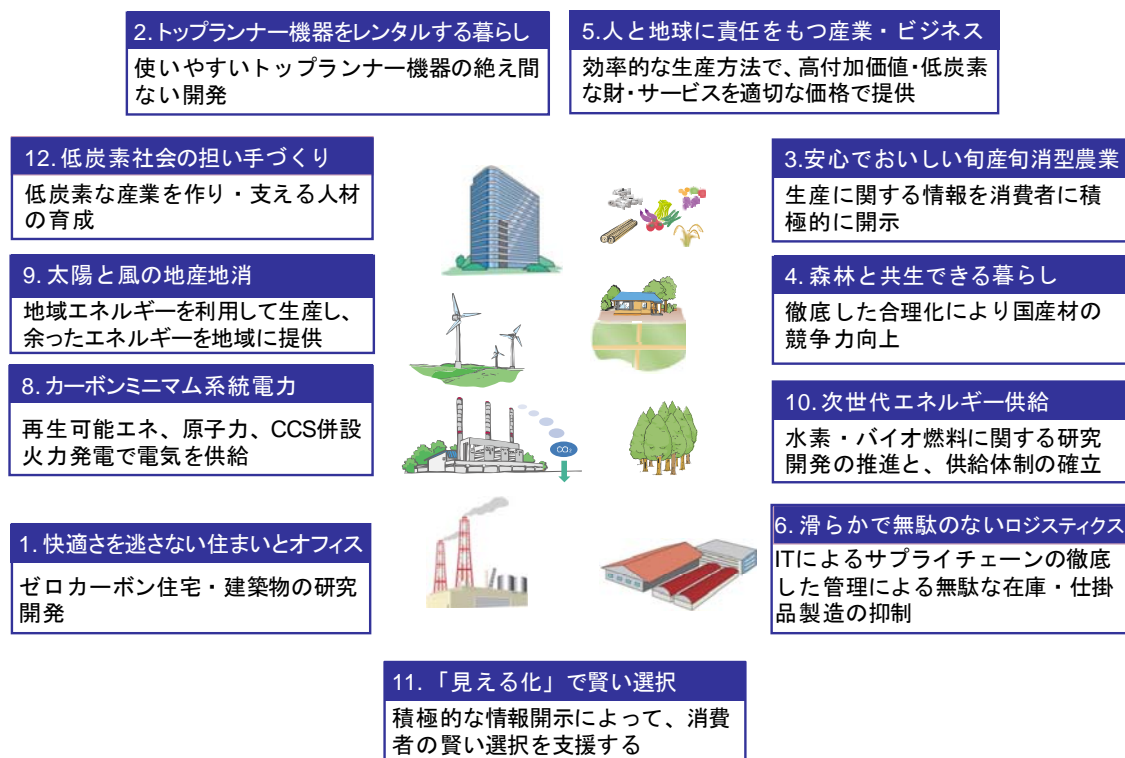 2.トップランナー機器をレンタルする暮らし
使いやすいトップランナー機器の絶え間
ない開発
5.人と地球に責任をもつ産業・ビジネス
効率的な生産方法で、高付加価値・低炭素
な財・サービスを適切な価格で提供
12.低炭素社会の担い手づくり
低炭素な産業を作り・支える人材
の育成
3.安心でおいしい旬産旬消型農業
生産に関する情報を消費者に積
極的に開示
9.太陽と風の地産地消
地域エネルギーを利用して生産し、
余ったエネルギーを地域に提供
4.森林と共生できる暮らし
徹底した合理化により国産材の
競争力向上
8.カーボンミニマム系統電力
再生可能エネ、原子力、CCS併設
火力発電で電気を供給
CO2
10.次世代エネルギー供給
水素・バイオ燃料に関する研究
開発の推進と、供給体制の確立
1.快適さを逃さない住まいとオフィス
ゼロカーボン住宅・建築物の研究
開発
6.滑らかで無駄のないロジスティクス
ITによるサプライチェーンの徹底
した管理による無駄な在庫・仕掛
品製造の抑制
11.「見える化」で賢い選択
積極的な情報開示によって、消費
者の賢い選択を支援する